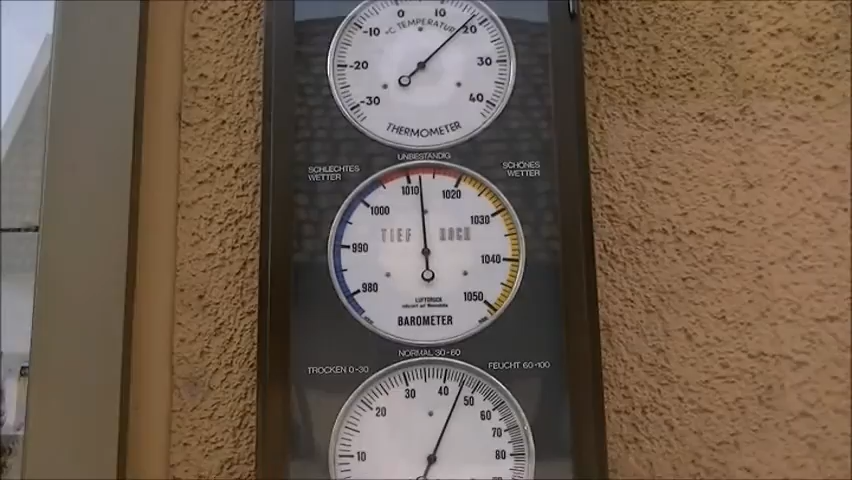 0 10
-10 °C TEMPERATUR 20
-20 30
-30 40
THERMOMETER
UNBESTÄNDIG
SCHLECHTES WETTER
SCHÖNES WETTER
1010 1020
1000 1030
TIEF HOCH
990 1040
980 1050
LUFTDRUCK
BAROMETER
NORMAL 30-60
TROCKEN 0-30 FEUCHT 60-100
30 40 50
20 60
70
10 80